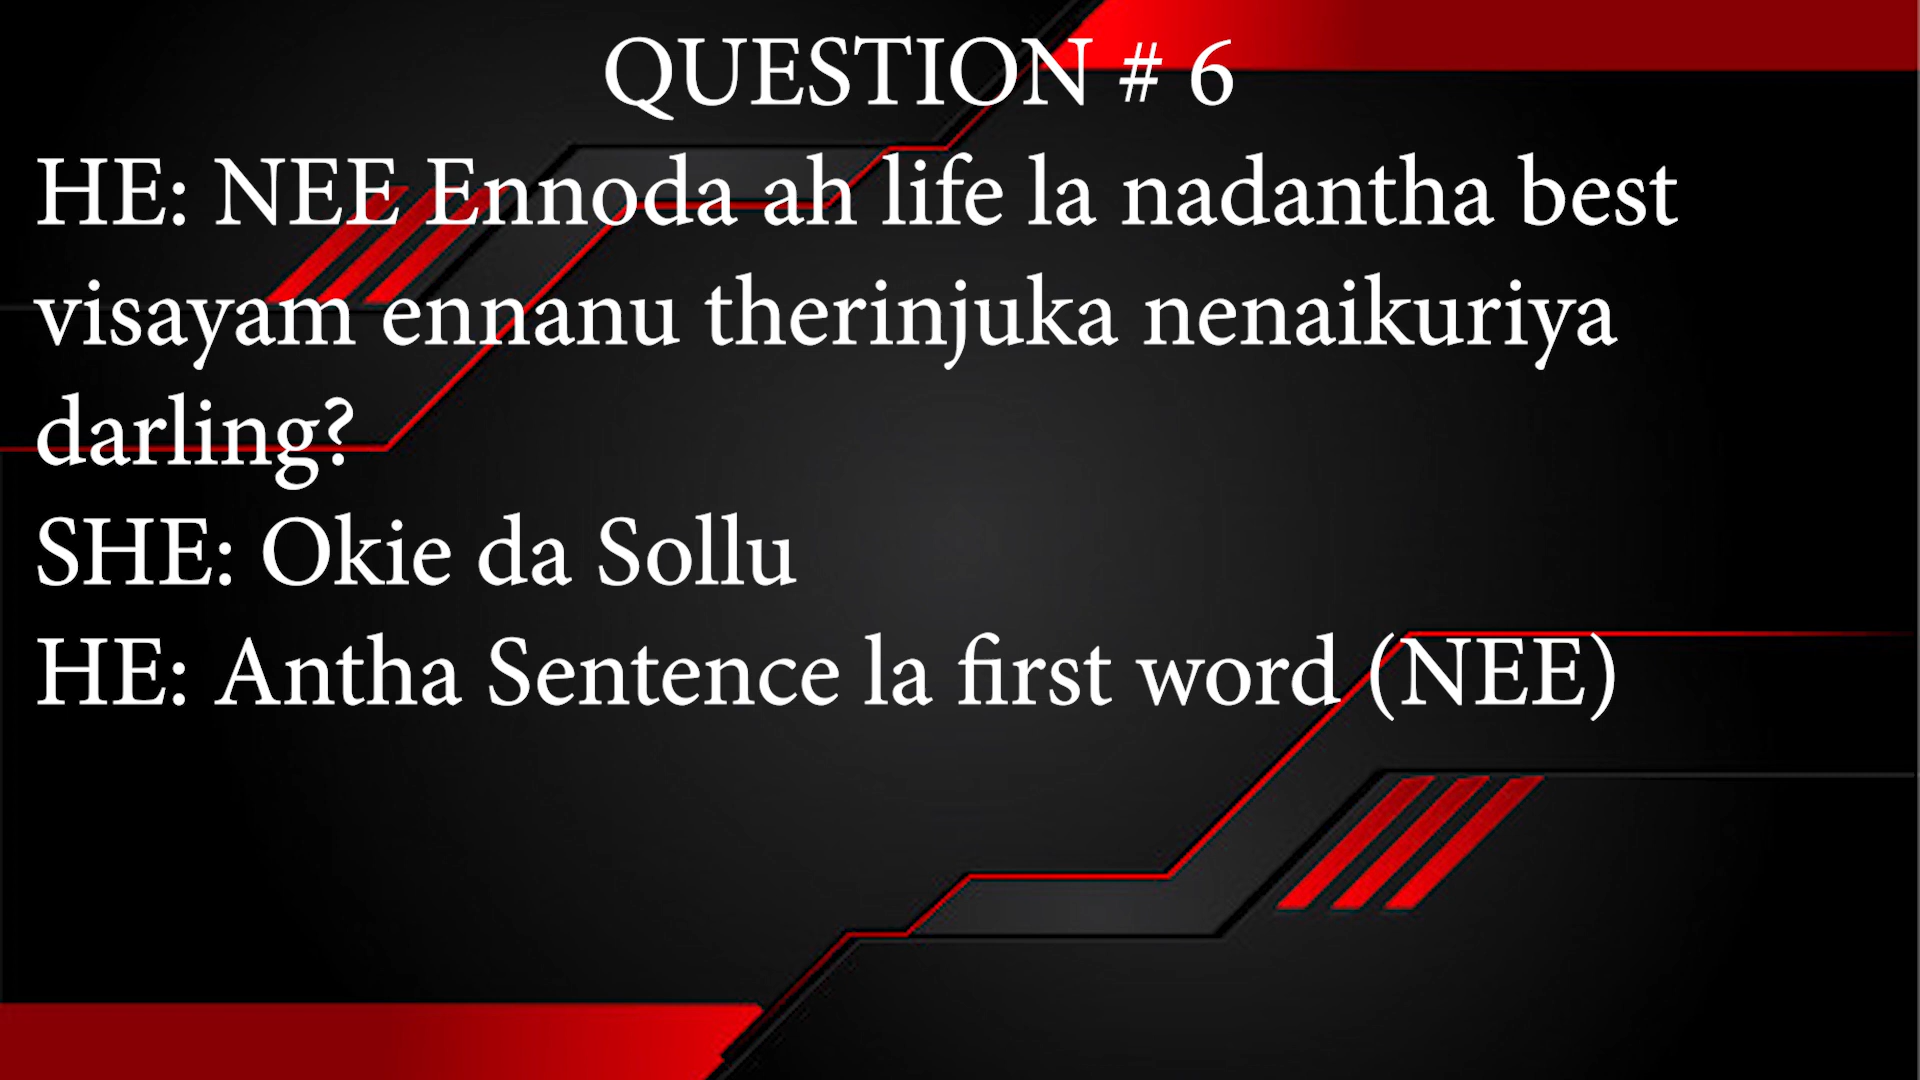 QUESTION # 6
HE: NEE Ennoda ah life la nadantha best
visayam ennanu therinjuka nenaikuriya
darling?
SHE: Okie da Sollu
HE: Antha Sentence la first word (NEE)